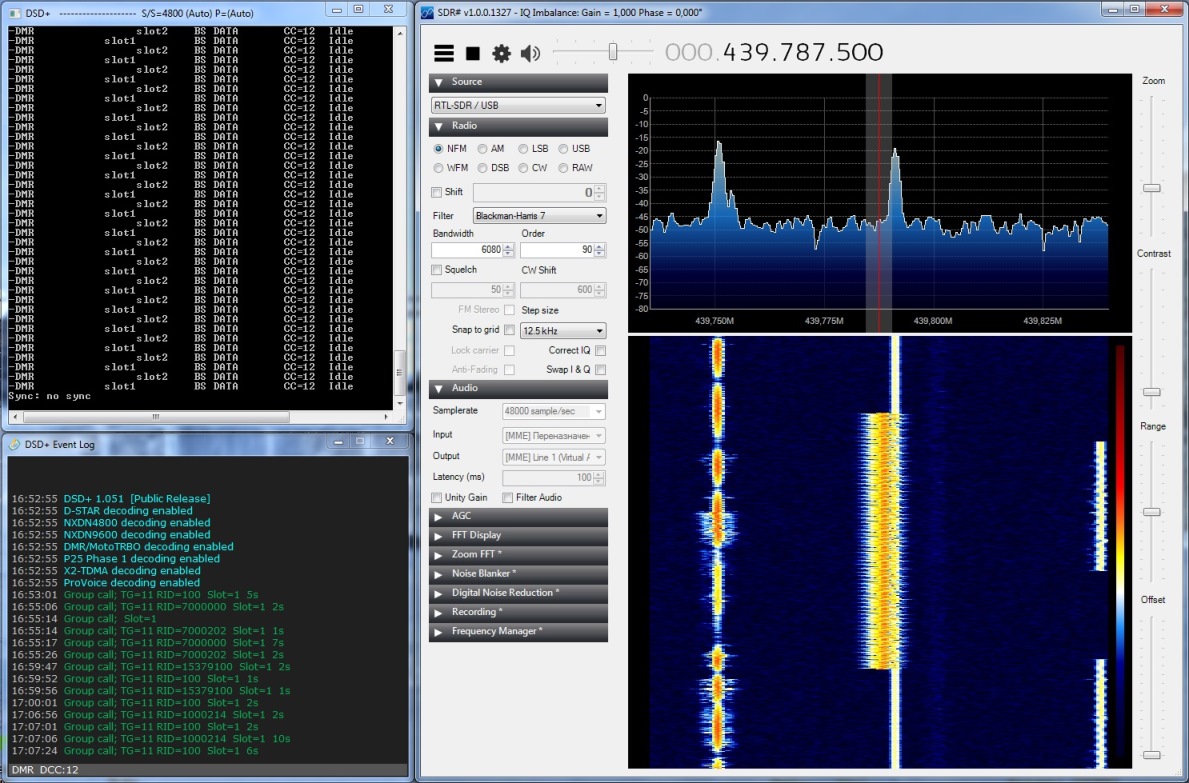 DSD+ -------------------- S/S=4800 (Auto) P=(Auto)
-DMR slot2 BS DATA CC=12 Idle
-DMR slot1 BS DATA CC=12 Idle
-DMR slot2 BS DATA CC=12 Idle
-DMR slot1 BS DATA CC=12 Idle
-DMR slot2 BS DATA CC=12 Idle
-DMR slot1 BS DATA CC=12 Idle
-DMR slot2 BS DATA CC=12 Idle
-DMR slot1 BS DATA CC=12 Idle
-DMR slot2 BS DATA CC=12 Idle
-DMR slot1 BS DATA CC=12 Idle
-DMR slot2 BS DATA CC=12 Idle
-DMR slot1 BS DATA CC=12 Idle
-DMR slot2 BS DATA CC=12 Idle
-DMR slot1 BS DATA CC=12 Idle
-DMR slot2 BS DATA CC=12 Idle
-DMR slot1 BS DATA CC=12 Idle
-DMR slot2 BS DATA CC=12 Idle
-DMR slot1 BS DATA CC=12 Idle
-DMR slot2 BS DATA CC=12 Idle
-DMR slot1 BS DATA CC=12 Idle
-DMR slot2 BS DATA CC=12 Idle
-DMR slot1 BS DATA CC=12 Idle
-DMR slot2 BS DATA CC=12 Idle
-DMR slot1 BS DATA CC=12 Idle
-DMR slot2 BS DATA CC=12 Idle
-DMR slot1 BS DATA CC=12 Idle
-DMR slot2 BS DATA CC=12 Idle
-DMR slot1 BS DATA CC=12 Idle
-DMR slot2 BS DATA CC=12 Idle
-DMR slot1 BS DATA CC=12 Idle
-DMR slot2 BS DATA CC=12 Idle
-DMR slot1 BS DATA CC=12 Idle
-DMR slot2 BS DATA CC=12 Idle
-DMR slot1 BS DATA CC=12 Idle
-DMR slot2 BS DATA CC=12 Idle
-DMR slot1 BS DATA CC=12 Idle
-DMR slot2 BS DATA CC=12 Idle
-DMR slot1 BS DATA CC=12 Idle
Sync: no sync
DSD+ Event Log
16:52:55 DSD+ 1.051 [Public Release]
16:52:55 D-STAR decoding enabled
16:52:55 NXDN4800 decoding enabled
16:52:55 NXDN9600 decoding enabled
16:52:55 DMR/MotoTRBO decoding enabled
16:52:55 P25 Phase 1 decoding enabled
16:52:55 X2-TDMA decoding enabled
16:52:55 ProVoice decoding enabled
16:53:01 Group call; TG=11 RID=100 Slot=1 5s
16:55:06 Group call; TG=11 RID=7000000 Slot=1 2s
16:55:14 Group call; Slot=1
16:55:14 Group call; TG=11 RID=7000202 Slot=1 1s
16:55:17 Group call; TG=11 RID=7000000 Slot=1 7s
16:55:26 Group call; TG=11 RID=7000202 Slot=1 2s
16:59:47 Group call; TG=11 RID=15379100 Slot=1 2s
16:59:52 Group call; TG=11 RID=100 Slot=1 1s
16:59:56 Group call; TG=11 RID=15379100 Slot=1 1s
17:00:01 Group call; TG=11 RID=100 Slot=1 2s
17:06:56 Group call; TG=11 RID=1000214 Slot=1 2s
17:07:01 Group call; TG=11 RID=100 Slot=1 2s
17:07:06 Group call; TG=11 RID=1000214 Slot=1 10s
17:07:24 Group call; TG=11 RID=100 Slot=1 6s
DMR DCC:12
SDR# v1.0.0.1327 - IQ Imbalance: Gain = 1,000 Phase = 0,000°
000.439.787.500
Source
RTL-SDR / USB
Radio
NFM AM LSB USB
WFM DSB CW RAW
Shift 0
Filter Blackman-Harris 7
Bandwidth Order
6080 90
Squelch CW Shift
50 600
FM Stereo Step size
Snap to grid 12.5 kHz
Lock carrier Correct IQ
Anti-Fading Swap I & Q
Audio
Samplerate 48000 sample/sec
Input [MME] Переназначен
Output [MME] Line 1 (Virtual A
Latency (ms) 100
Unity Gain Filter Audio
AGC
FFT Display
Zoom FFT *
Noise Blanker *
Digital Noise Reduction *
Recording *
Frequency Manager *
0
-5
-10
-15
-20
-25
-30
-35
-40
-45
-50
-55
-60
-65
-70
-75
-80
439,750M 439,775M 439,800M 439,825M
Zoom
Contrast
Range
Offset